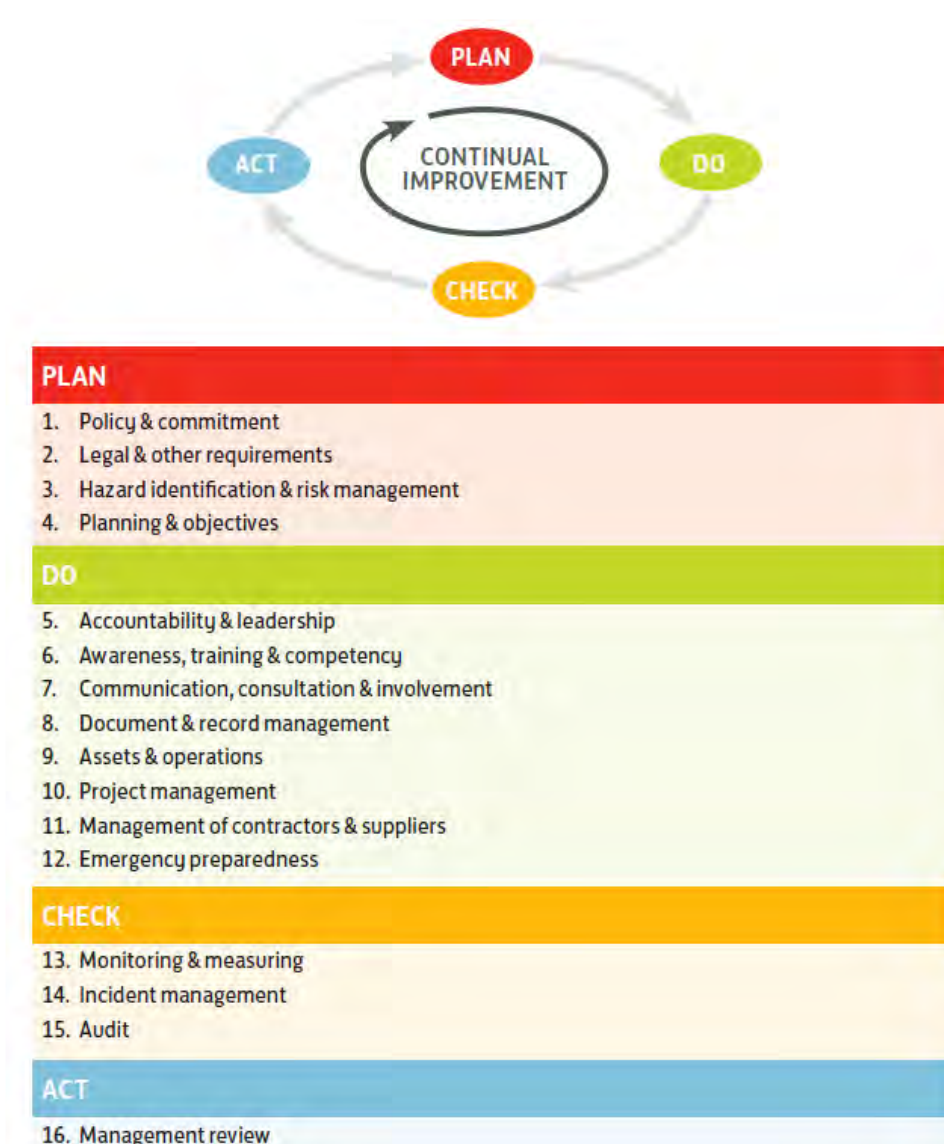 PLAN
ACT
CONTINUAL
IMPROVEMENT
DO
CHECK
PLAN
1. Policy & commitment
2. Legal & other requirements
3. Hazard identification & risk management
4. Planning & objectives
DO
5. Accountability & leadership
6. Awareness, training & competency
7. Communication, consultation & involvement
8. Document & record management
9. Assets & operations
10. Project management
11. Management of contractors & suppliers
12. Emergency preparedness
CHECK
13. Monitoring & measuring
14. Incident management
15. Audit
ACT
16. Management review